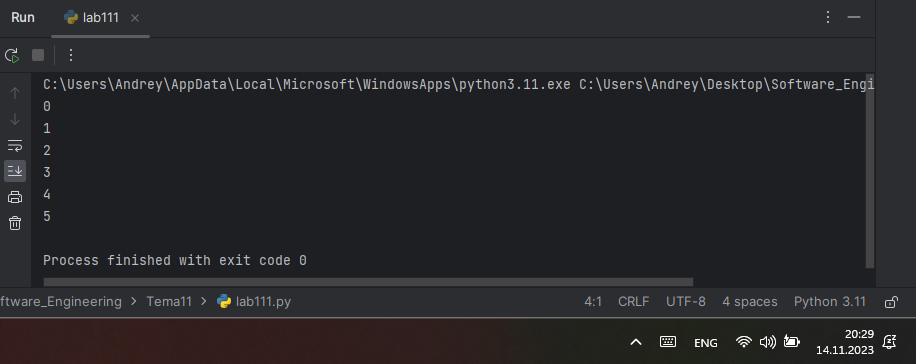 Run lab111
C:\Users\Andrey\AppData\Local\Microsoft\WindowsApps\python3.11.exe C:\Users\Andrey\Desktop\Software_Engi
0
1
2
3
4
5
Process finished with exit code 0
ftware_Engineering > Tema11 > lab111.py 4:1 CRLF UTF-8 4 spaces Python 3.11
ENG 20:29
14.11.2023